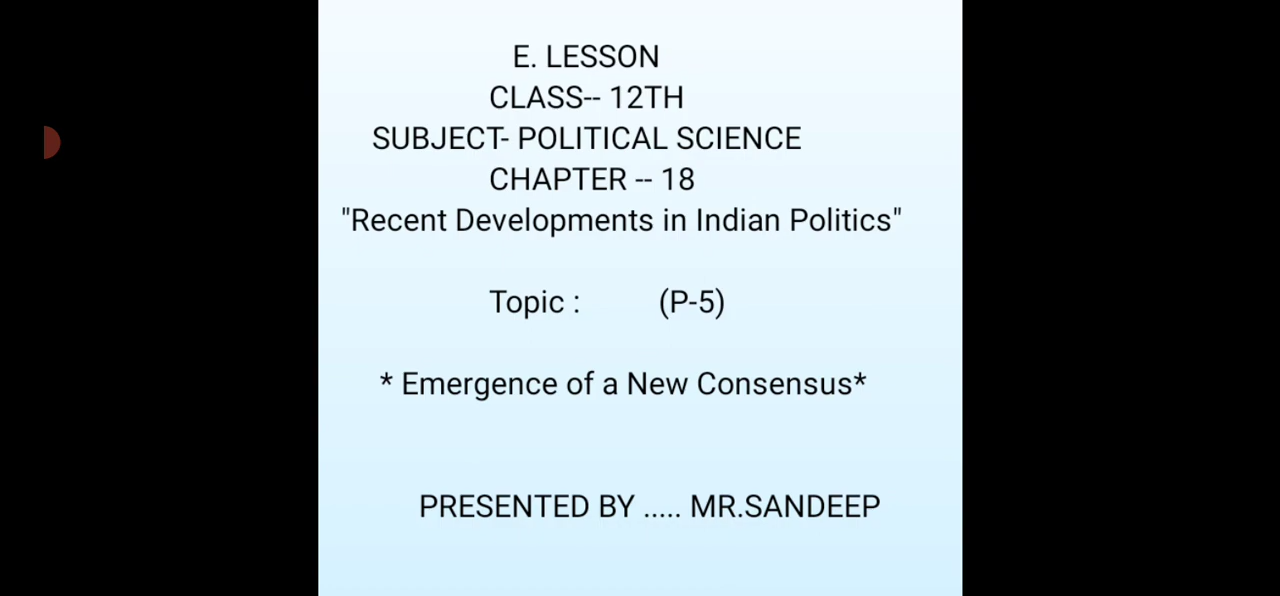 E. LESSON
CLASS-- 12TH
SUBJECT- POLITICAL SCIENCE
CHAPTER -- 18
"Recent Developments in Indian Politics"
Topic : (P-5)
* Emergence of a New Consensus*
PRESENTED BY ..... MR.SANDEEP